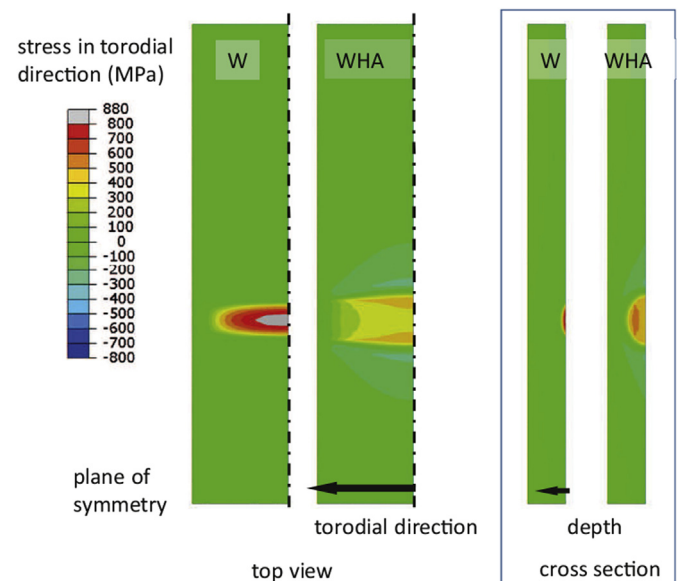 stress in torodial
direction (MPa)
W
WHA
W
WHA
880
800
700
600
500
400
300
200
100
0
-100
-200
-300
-400
-500
-600
-700
-800
plane of
symmetry
torodial direction
depth
top view
cross section